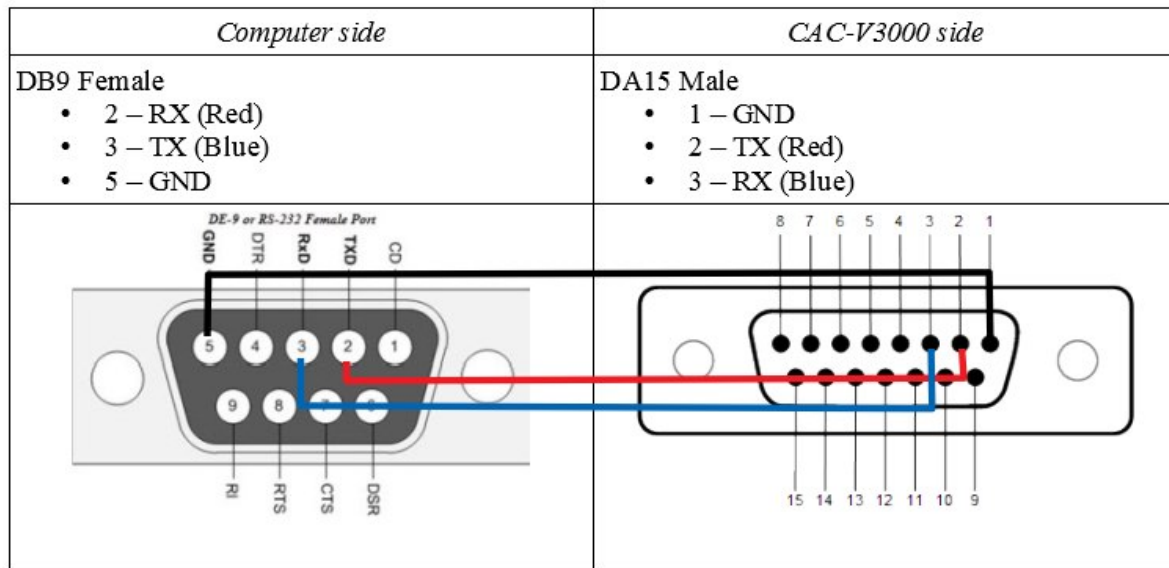 Computer side
CAC-V3000 side
DB9 Female
• 2 – RX (Red)
• 3 – TX (Blue)
• 5 – GND
DA15 Male
• 1 – GND
• 2 – TX (Red)
• 3 – RX (Blue)
DE-9 or RS-232 Female Port
GND DTR RxD TXD CD
5 4 3 2 1
9 8 7 6
RI RTS CTS DSR
8 7 6 5 4 3 2 1
15 14 13 12 11 10 9